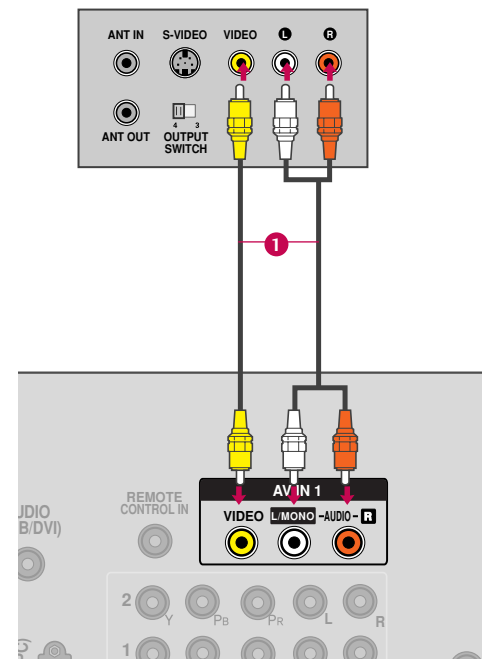 ANT IN S-VIDEO VIDEO L R
ANT OUT
4 3
OUTPUT
SWITCH
1
AV IN 1
VIDEO L/MONO -AUDIO- R
REMOTE
CONTROL IN
B/DVI)
2 Y PB PR L R
1